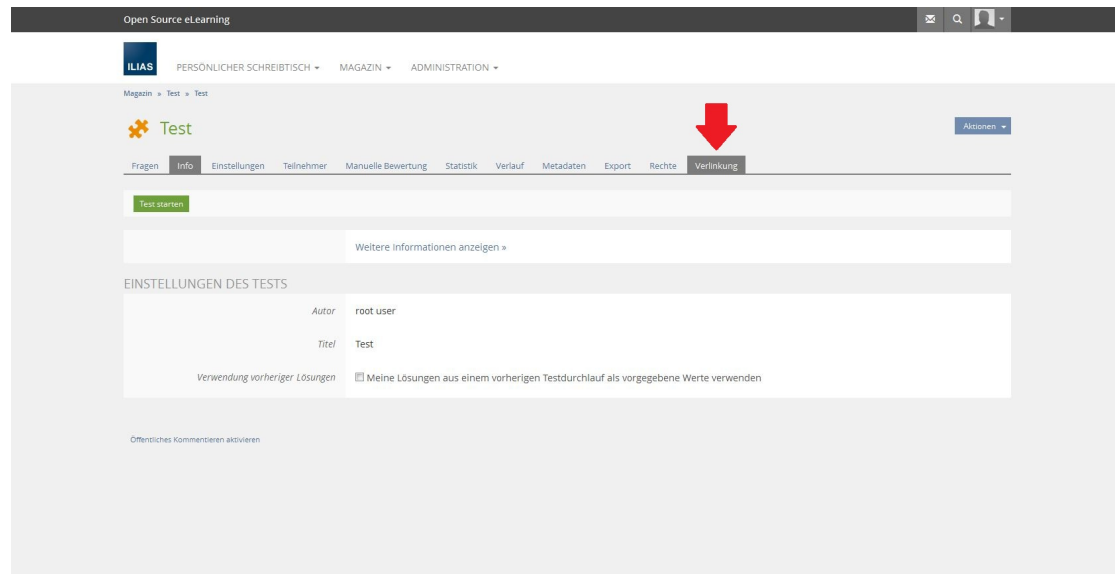 Open Source eLearning
ILIAS PERSÖNLICHER SCHREIBTISCH MAGAZIN ADMINISTRATION
Magazin » Test » Test
Test
Aktionen
Fragen Info Einstellungen Teilnehmer Manuelle Bewertung Statistik Verlauf Metadaten Export Rechte Verlinkung
Test starten
Weitere Informationen anzeigen »
EINSTELLUNGEN DES TESTS
Autor root user
Titel Test
Verwendung vorheriger Lösungen Meine Lösungen aus einem vorherigen Testdurchlauf als vorgegebene Werte verwenden
Öffentliches Kommentieren aktivieren